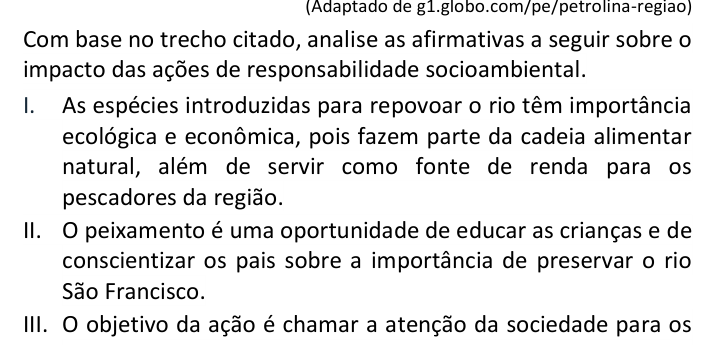 (Adaptado de g1.globo.com/pe/petrolina-regiao)
Com base no trecho citado, analise as afirmativas a seguir sobre o
impacto das ações de responsabilidade socioambiental.
I. As espécies introduzidas para repovoar o rio têm importância
ecológica e econômica, pois fazem parte da cadeia alimentar
natural, além de servir como fonte de renda para os
pescadores da região.
II. O peixamento é uma oportunidade de educar as crianças e de
conscientizar os pais sobre a importância de preservar o rio
São Francisco.
III. O objetivo da ação é chamar a atenção da sociedade para os